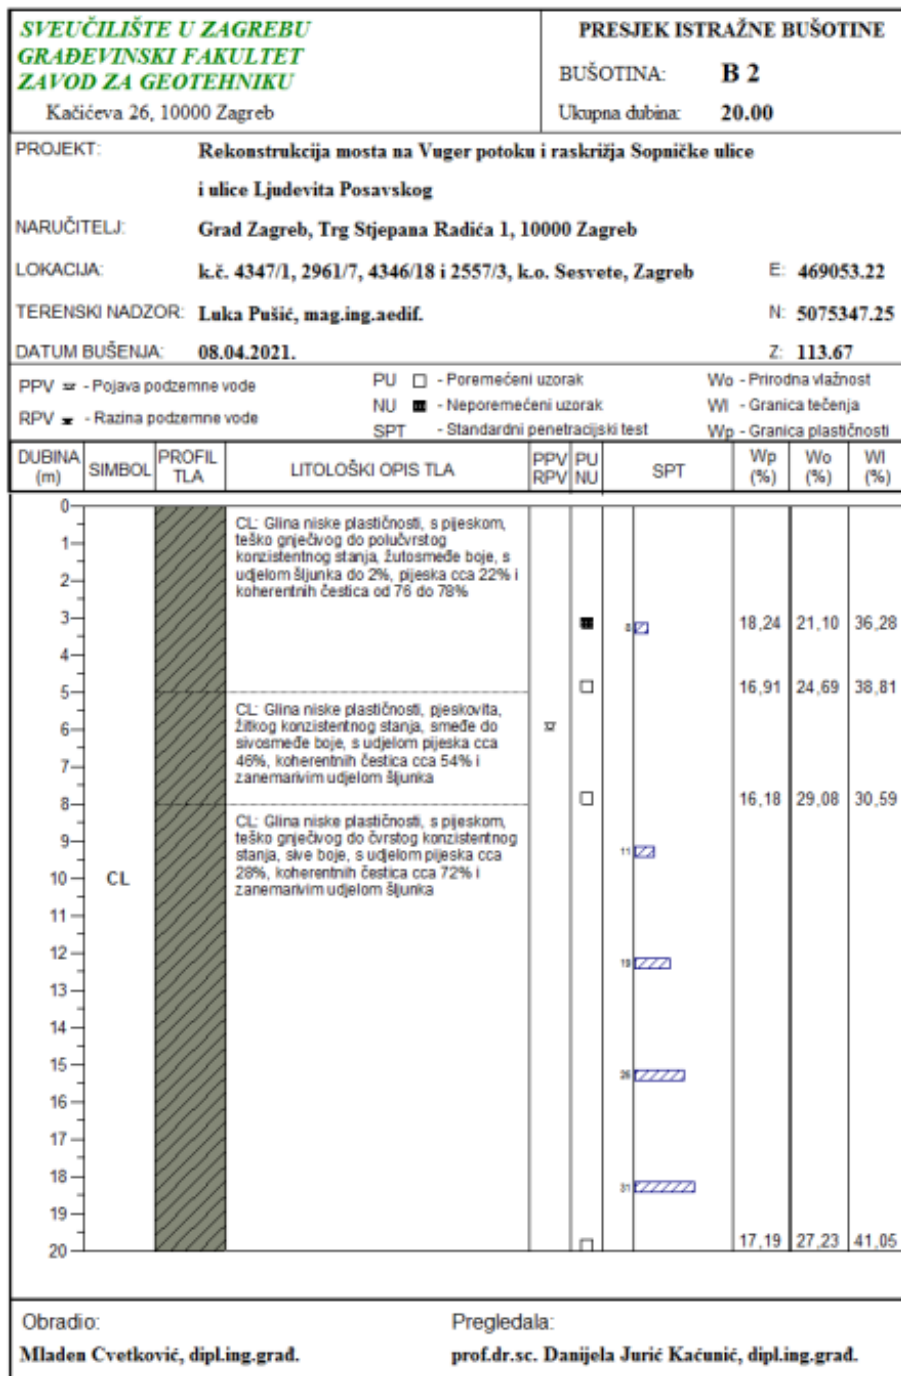 SVEUČILIŠTE U ZAGREBU
GRAĐEVINSKI FAKULTET
ZAVOD ZA GEOTEHNIKU
Kačićeva 26, 10000 Zagreb
PRESJEK ISTRAŽNE BUŠOTINE
BUŠOTINA: B 2
Ukupna dubina: 20.00
PROJEKT: Rekonstrukcija mosta na Vuger potoku i raskrižja Sopničke ulice
i ulice Ljudevita Posavskog
NARUČITELJ: Grad Zagreb, Trg Stjepana Radića 1, 10000 Zagreb
LOKACIJA: k.č. 4347/1, 2961/7, 4346/18 i 2557/3, k.o. Sesvete, Zagreb E: 469053.22
TERENSKI NADZOR: Luka Pušić, mag.ing.aedif. N: 5075347.25
DATUM BUŠENJA: 08.04.2021. Z: 113.67
PPV - Pojava podzemne vode
RPV - Razina podzemne vode
PU - Poremećeni uzorak
NU - Neporemećeni uzorak
SPT - Standardni penetracijski test
Wo - Prirodna vlažnost
Wl - Granica tečenja
Wp - Granica plastičnosti
DUBINA (m)
SIMBOL
PROFIL TLA
LITOLOŠKI OPIS TLA
PPV RPV
PU NU
SPT
Wp (%)
Wo (%)
Wl (%)
0
1
2
3
4
5
6
7
8
9
10
11
12
13
14
15
16
17
18
19
20
CL
CL: Glina niske plastičnosti, s pijeskom,
teško gnječivog do polučvrstog
konzistentnog stanja, žutosmeđe boje, s
udjelom šljunka do 2%, pijeska cca 22% i
koherentnih čestica od 76 do 78%
CL: Glina niske plastičnosti, pjeskovita,
žitkog konzistentnog stanja, smeđe do
sivosmeđe boje, s udjelom pijeska cca
46%, koherentnih čestica cca 54% i
zanemarivim udjelom šljunka
CL: Glina niske plastičnosti, s pijeskom,
teško gnječivog do čvrstog konzistentnog
stanja, sive boje, s udjelom pijeska cca
28%, koherentnih čestica cca 72% i
zanemarivim udjelom šljunka
8
11
19
26
31
18,24 21,10 36,28
16,91 24,69 38,81
16,18 29,08 30,59
17,19 27,23 41,05
Obradio:
Mladen Cvetković, dipl.ing.građ.
Pregledala:
prof.dr.sc. Danijela Jurić Kaćunić, dipl.ing.građ.